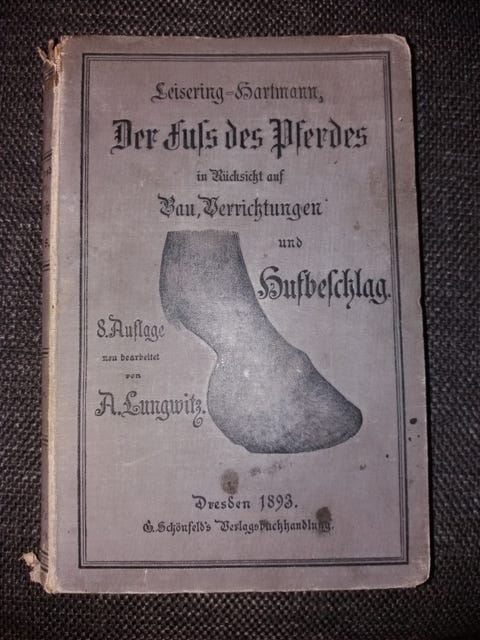 Leisering=Hartmann,
Der Fuſs des Pferdes
in Rückſicht auf
Bau, Verrichtungen
und
Hufbeſchlag.
8. Auflage
neu bearbeitet
von
A. Lungwitz.
Dresden 1893.
G. Schönfeld's Verlagsbuchhandlung.